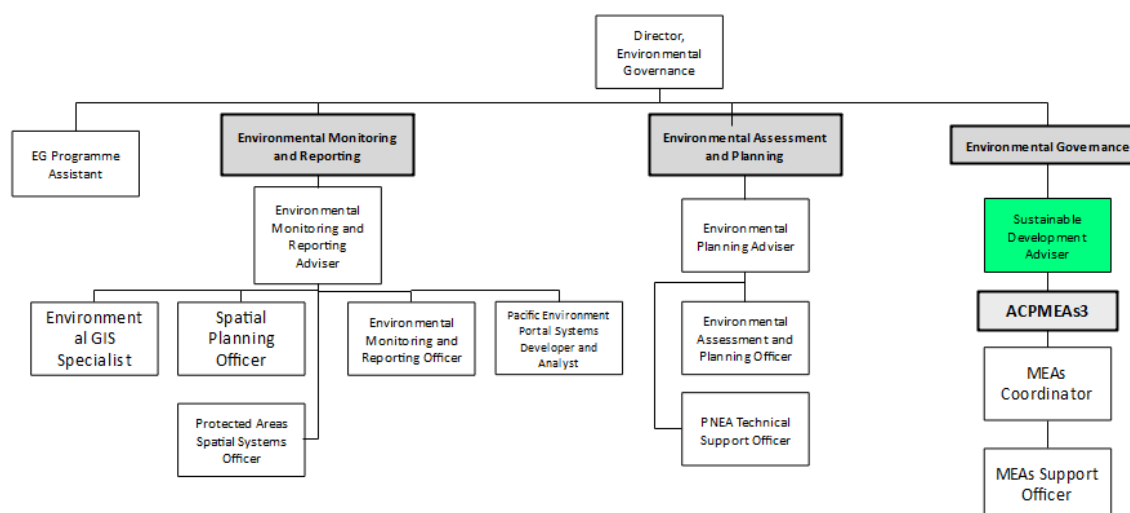 Director,
Environmental
Governance
EG Programme
Assistant
Environmental Monitoring
and Reporting
Environmental Assessment
and Planning
Environmental Governance
Environmental
Monitoring and
Reporting
Adviser
Environmental
Planning Adviser
Sustainable
Development
Adviser
Environment
al GIS
Specialist
Spatial
Planning
Officer
Environmental
Monitoring and
Reporting Officer
Pacific Environment
Portal Systems
Developer and
Analyst
Environmental
Assessment and
Planning Officer
ACPMEAs3
MEAs
Coordinator
Protected Areas
Spatial Systems
Officer
PNEA Technical
Support Officer
MEAs Support
Officer